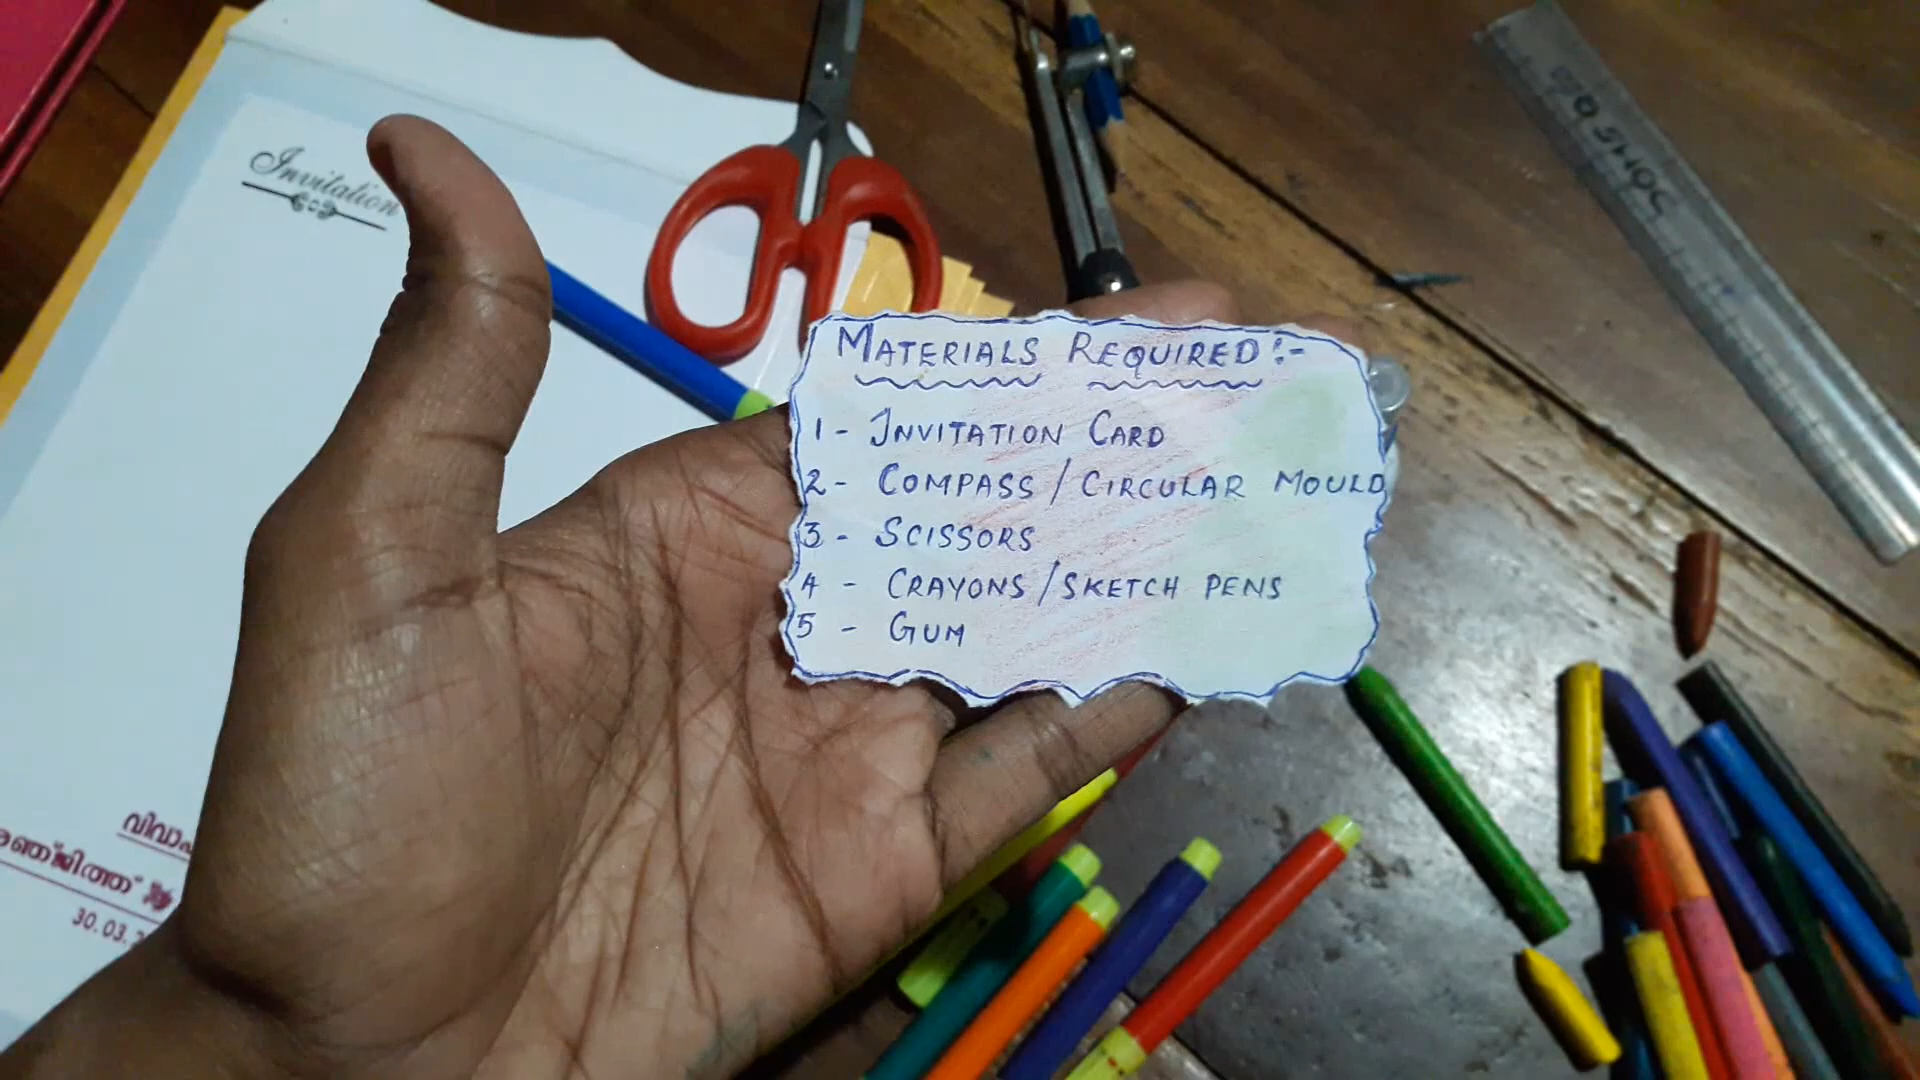 Invitation
MATERIALS REQUIRED :-
1 - INVITATION CARD
2 - COMPASS / CIRCULAR MOULD
3 - SCISSORS
4 - CRAYONS / SKETCH PENS
5 - GUM
30.03.